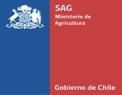 SAG
Ministerio de
Agricultura
Gobierno de Chile